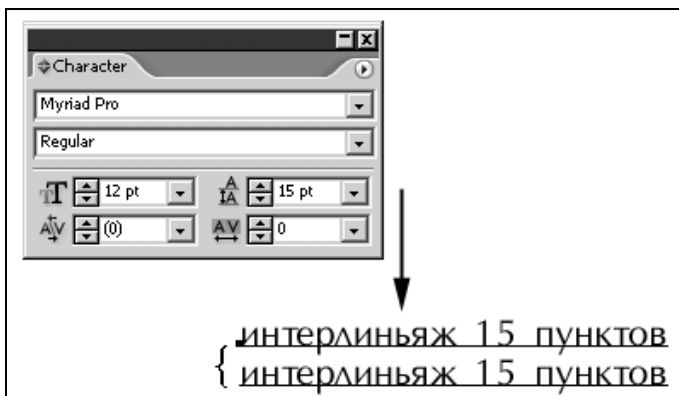 Character
Myriad Pro
Regular
12 pt 15 pt
(0) 0
интерлиньяж 15 пунктов
интерлиньяж 15 пунктов